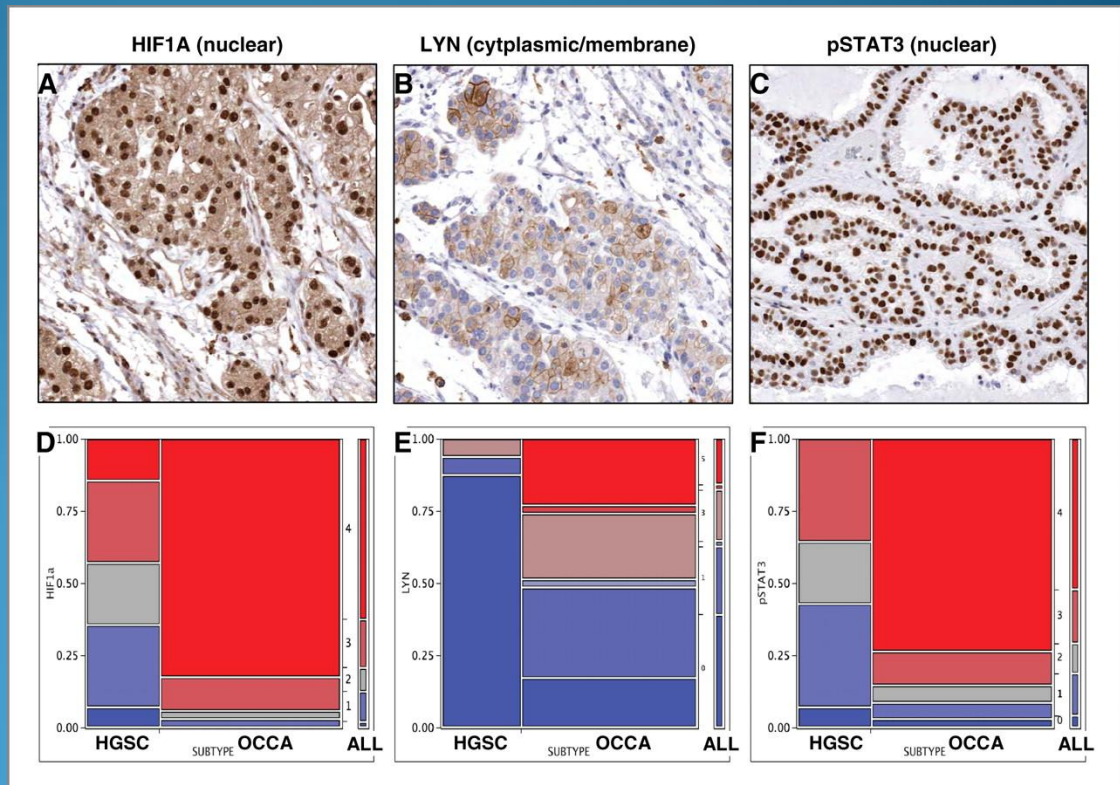 HIF1A (nuclear)
LYN (cytplasmic/membrane)
pSTAT3 (nuclear)
A
B
C
D
1.00
0.75
0.50
0.25
0.00
HIF1a
4
3
2
1
HGSC
OCCA
ALL
SUBTYPE
E
1.00
0.75
0.50
0.25
0.00
LYN
5
3
1
0
HGSC
OCCA
ALL
SUBTYPE
F
1.00
0.75
0.50
0.25
0.00
pSTAT3
4
3
2
1
0
HGSC
OCCA
ALL
SUBTYPE